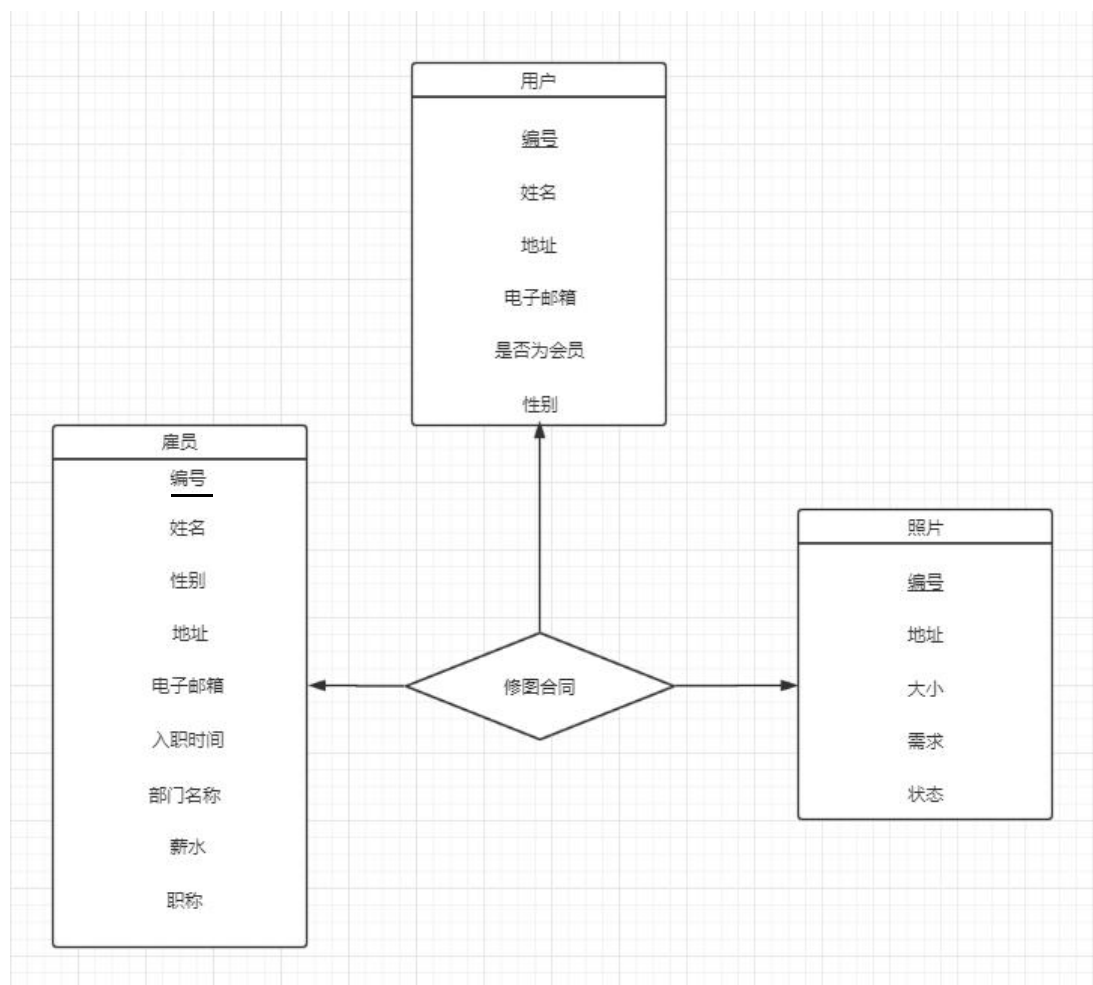 用户
编号
姓名
地址
电子邮箱
是否为会员
性别
雇员
编号
姓名
性别
地址
电子邮箱
入职时间
部门名称
薪水
职称
修图合同
照片
编号
地址
大小
需求
状态